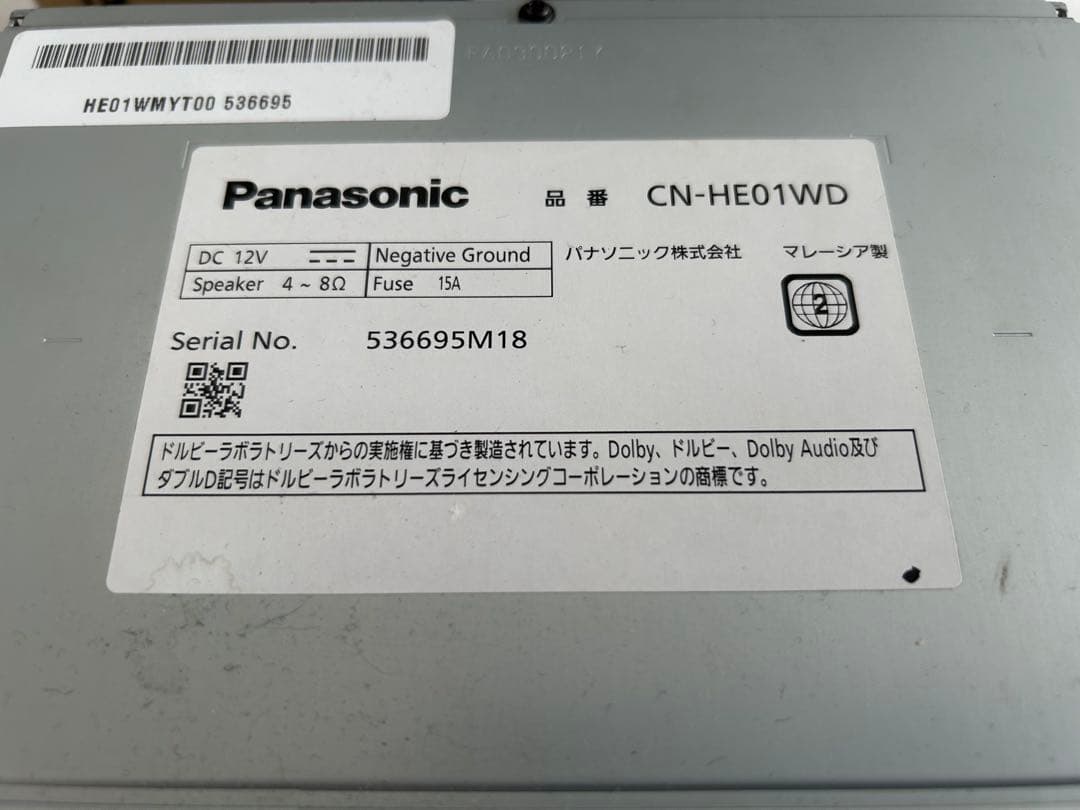 HE01WMYT00 536695
Panasonic 品番 CN-HE01WD
DC 12V Negative Ground パナソニック株式会社 マレーシア製
Speaker 4 ~ 8Ω Fuse 15A
2
Serial No. 536695M18
ドルビーラボラトリーズからの実施権に基づき製造されています。Dolby、ドルビー、Dolby Audio及び
ダブルD記号はドルビーラボラトリーズライセンシングコーポレーションの商標です。